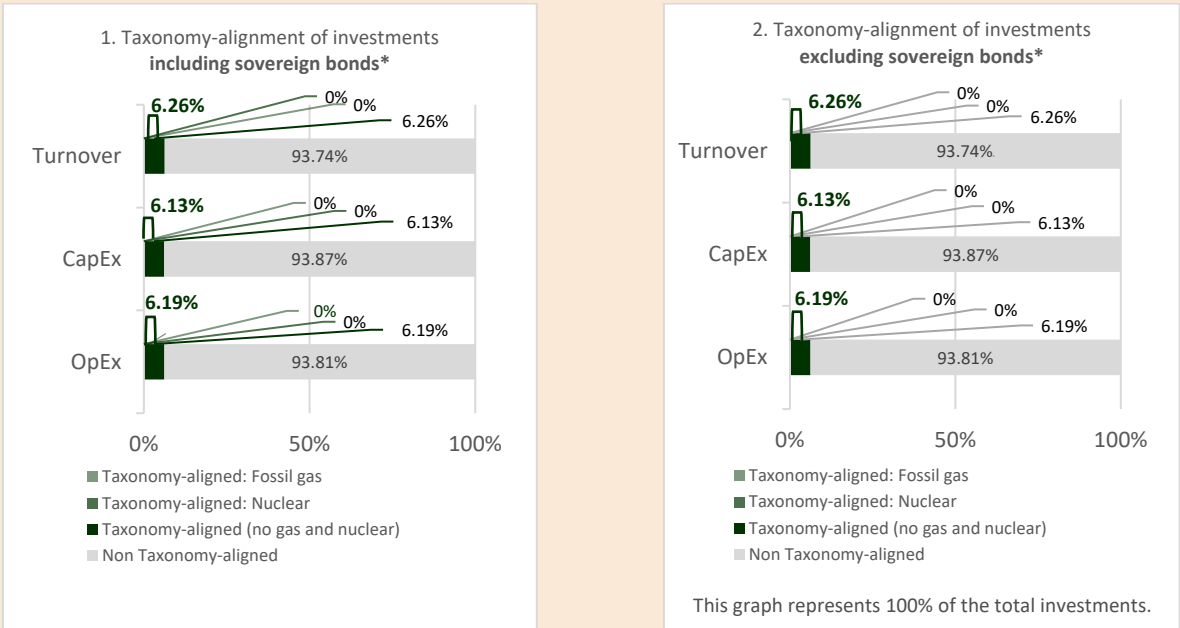 1. Taxonomy-alignment of investments
including sovereign bonds*
6.26%
0%
0%
6.26%
Turnover
93.74%
6.13%
0%
0%
6.13%
CapEx
93.87%
6.19%
0%
0%
6.19%
OpEx
93.81%
0%
50%
100%
Taxonomy-aligned: Fossil gas
Taxonomy-aligned: Nuclear
Taxonomy-aligned (no gas and nuclear)
Non Taxonomy-aligned
2. Taxonomy-alignment of investments
excluding sovereign bonds*
6.26%
0%
0%
6.26%
Turnover
93.74%
6.13%
0%
0%
6.13%
CapEx
93.87%
6.19%
0%
0%
6.19%
OpEx
93.81%
0%
50%
100%
Taxonomy-aligned: Fossil gas
Taxonomy-aligned: Nuclear
Taxonomy-aligned (no gas and nuclear)
Non Taxonomy-aligned
This graph represents 100% of the total investments.